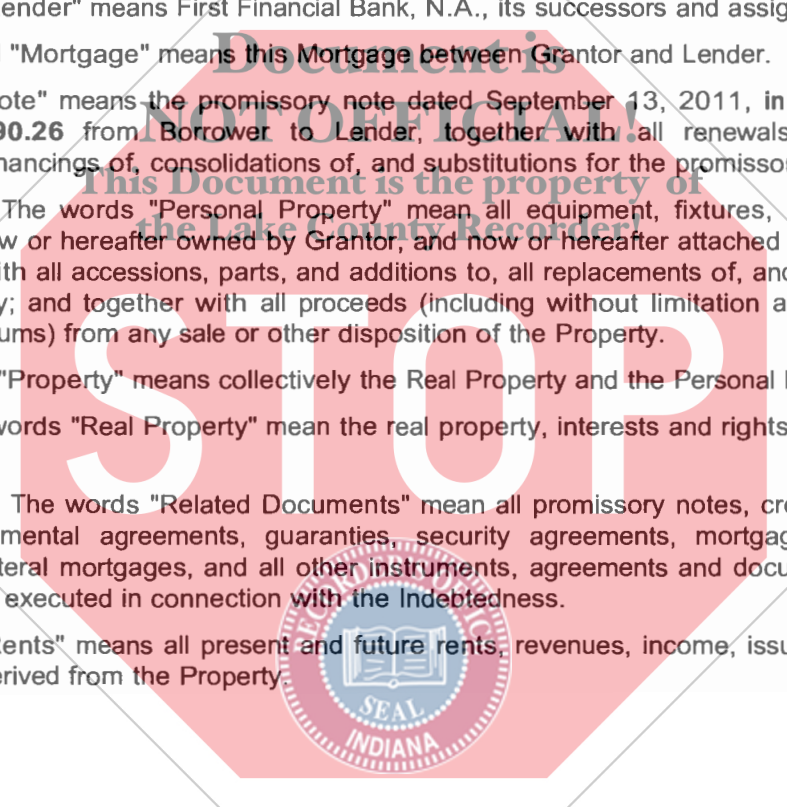 ender" means First Financial Bank, N.A., its successors and assig
"Mortgage" means this Mortgage between Grantor and Lender.
Document is
ote" means the promissory note dated September 13, 2011, in
NOT OFFICIAL!
90.26 from Borrower to Lender, together with all renewals
nancings of, consolidations of, and substitutions for the promissor
This Document is the property of
The words "Personal Property" mean all equipment, fixtures,
the Lake County Recorder!
w or hereafter owned by Grantor, and now or hereafter attached
ith all accessions, parts, and additions to, all replacements of, and
y; and together with all proceeds (including without limitation a
ums) from any sale or other disposition of the Property.
STOP
"Property" means collectively the Real Property and the Personal
words "Real Property" mean the real property, interests and rights
The words "Related Documents" mean all promissory notes, cre
mental agreements, guaranties, security agreements, mortgag
teral mortgages, and all other instruments, agreements and docu
executed in connection with the Indebtedness.
ents" means all present and future rents, revenues, income, issu
erived from the Property.
RECORDER'S OFFICE
SEAL
INDIANA